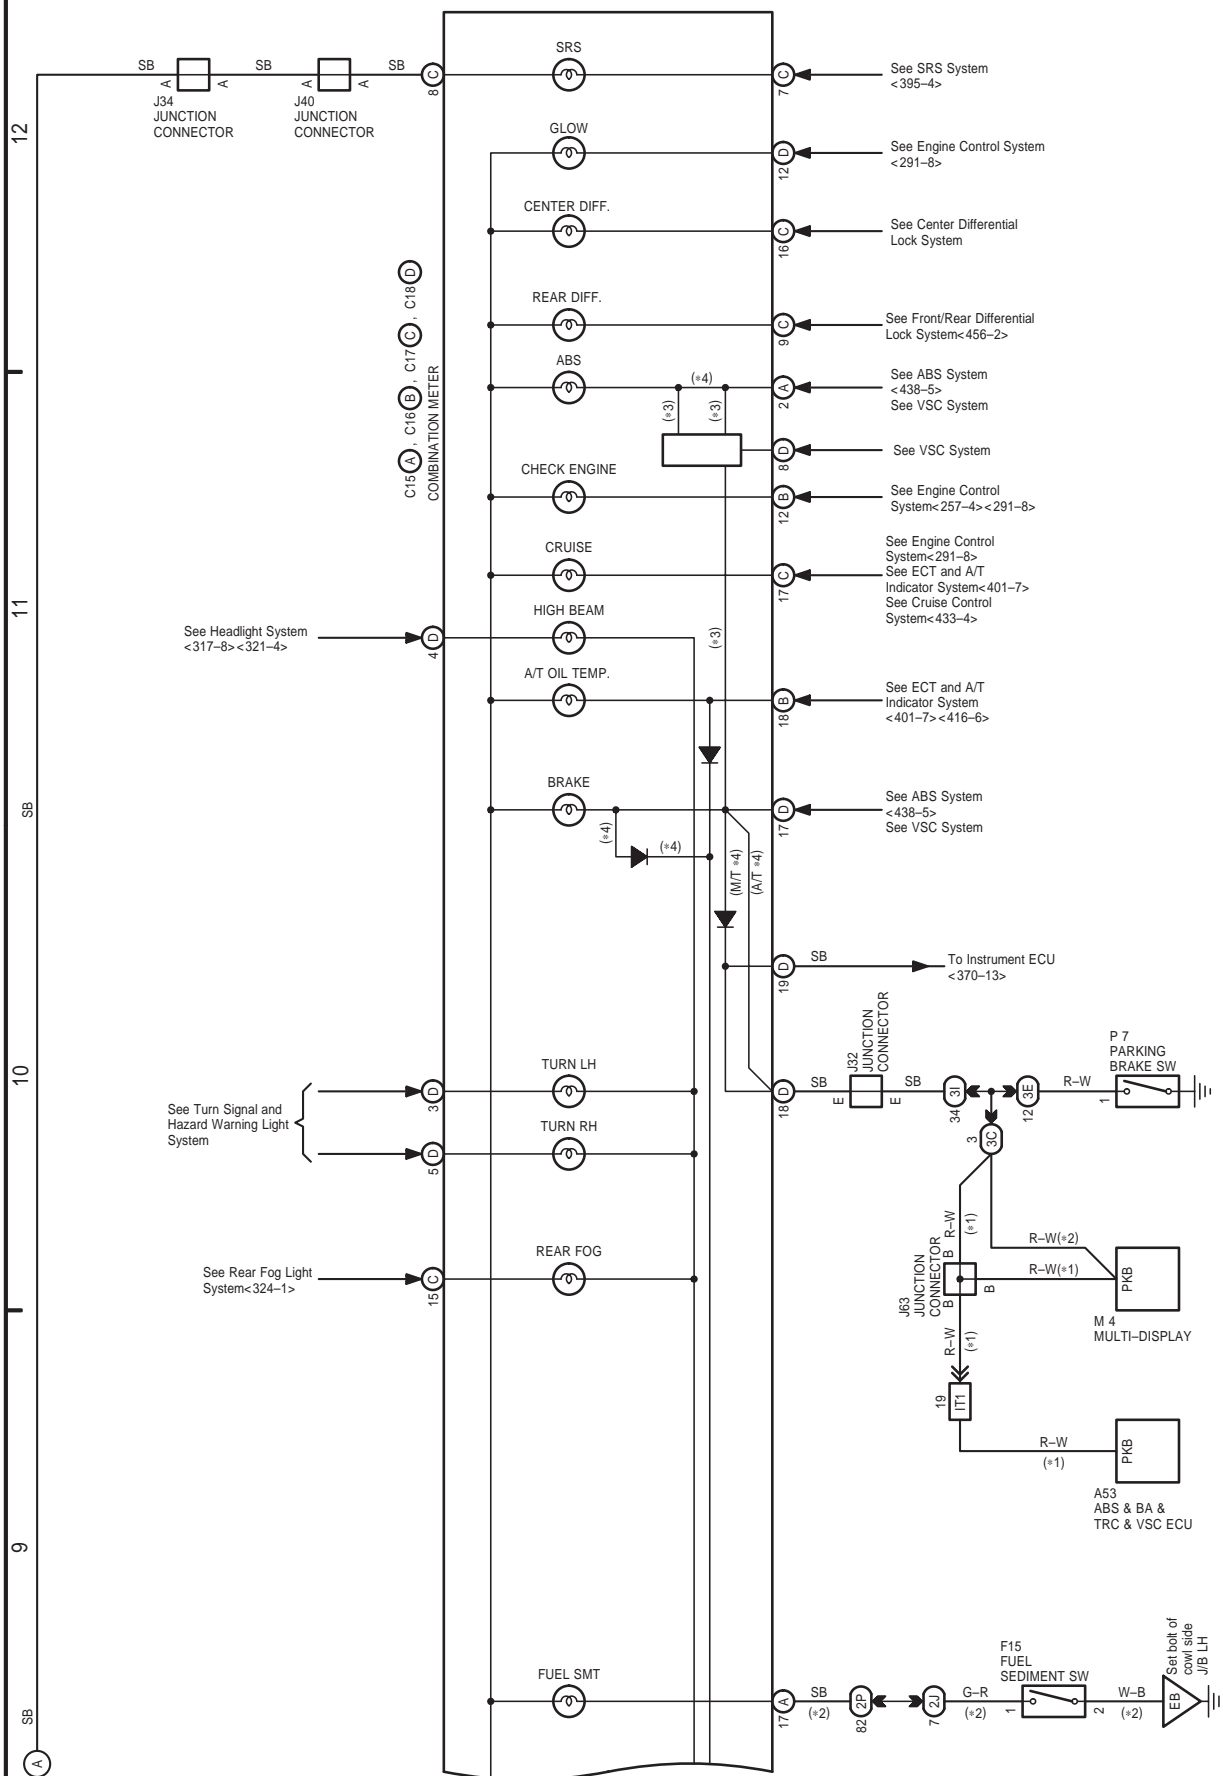 SRS
SB
A
A
SB
A
A
SB
C
8
C
7
See SRS System
<395–4>
J34
JUNCTION
CONNECTOR
J40
JUNCTION
CONNECTOR
12
GLOW
D
12
See Engine Control System
<291–8>
CENTER DIFF.
C
16
See Center Differential
Lock System
C15 A , C16 B , C17 C , C18 D
COMBINATION METER
REAR DIFF.
C
9
See Front/Rear Differential
Lock System<456–2>
ABS
(*4)
(*3)
(*3)
A
2
See ABS System
<438–5>
See VSC System
D
8
See VSC System
CHECK ENGINE
B
12
See Engine Control
System<257–4><291–8>
CRUISE
C
17
See Engine Control
System<291–8>
See ECT and A/T
Indicator System<401–7>
See Cruise Control
System<433–4>
11
See Headlight System
<317–8><321–4>
D
4
HIGH BEAM
(*3)
A/T OIL TEMP.
B
18
See ECT and A/T
Indicator System
<401–7><416–6>
SB
BRAKE
D
17
See ABS System
<438–5>
See VSC System
(*4)
(*4)
(M/T *4)
(A/T *4)
D
19
SB
To Instrument ECU
<370–13>
10
See Turn Signal and
Hazard Warning Light
System
D
3
TURN LH
D
5
TURN RH
D
18
SB
E
J32
JUNCTION
CONNECTOR
E
SB
3I
34
3E
12
R–W
P 7
PARKING
BRAKE SW
1
3C
3
R–W
(*1)
R–W(*2)
R–W(*1)
See Rear Fog Light
System<324–1>
C
15
REAR FOG
J63
JUNCTION
CONNECTOR
B
B
B
PKB
M 4
MULTI–DISPLAY
R–W
(*1)
IT1
19
R–W
(*1)
PKB
A53
ABS & BA &
TRC & VSC ECU
9
SB
A
FUEL SMT
A
17
SB
(*2)
2P
82
2J
7
G–R
(*2)
F15
FUEL
SEDIMENT SW
1
2
W–B
(*2)
EB
Set bolt of
cowl side
J/B LH